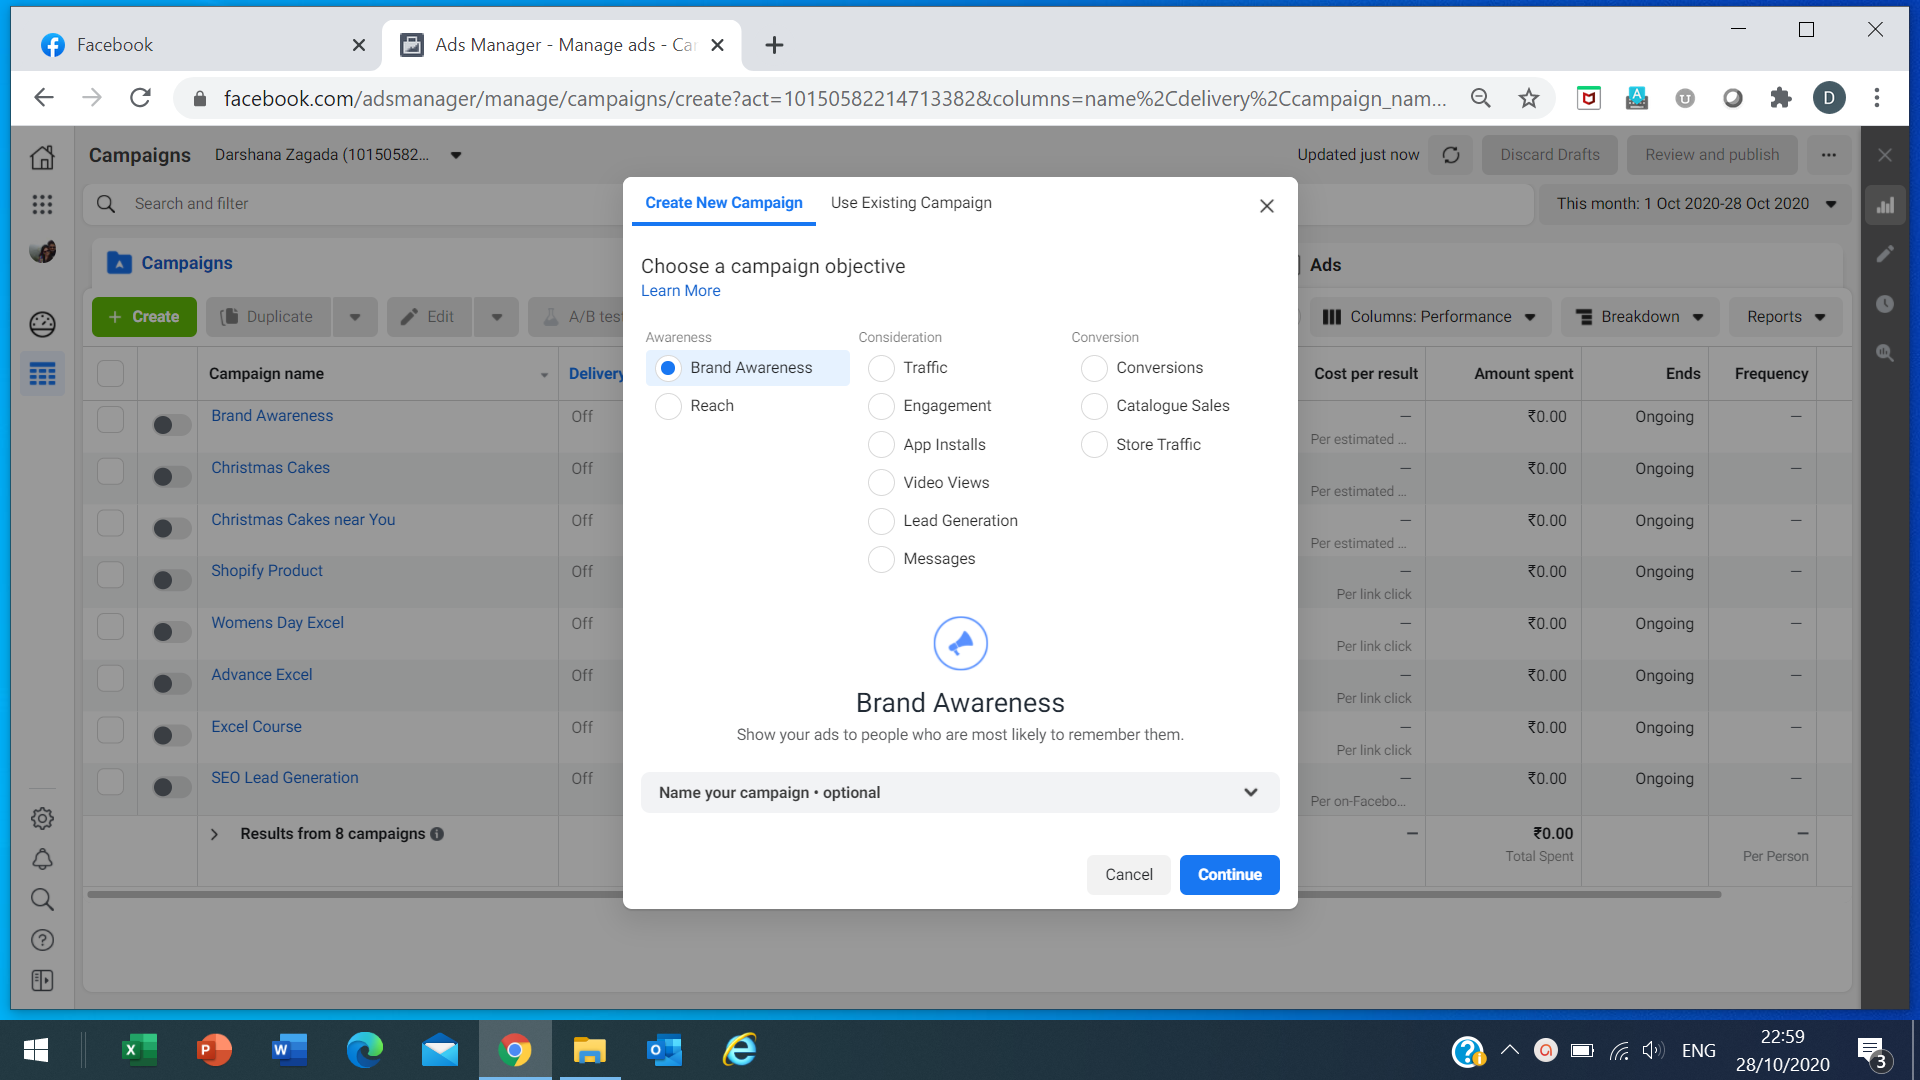 Facebook
Ads Manager - Manage ads - Ca
facebook.com/adsmanager/manage/campaigns/create?act=10150582214713382&columns=name%2Cdelivery%2Ccampaign_nam...
D
Campaigns
Darshana Zagada (10150582...
Updated just now
Discard Drafts
Review and publish
Search and filter
This month: 1 Oct 2020-28 Oct 2020
Campaigns
Ads
+ Create
Duplicate
Edit
A/B tes
Columns: Performance
Breakdown
Reports
Campaign name
Delivery
Cost per result
Amount spent
Ends
Frequency
Brand Awareness
Off
—
Per estimated ...
₹0.00
Ongoing
—
Christmas Cakes
Off
—
Per estimated ...
₹0.00
Ongoing
—
Christmas Cakes near You
Off
—
Per estimated ...
₹0.00
Ongoing
—
Shopify Product
Off
—
Per link click
₹0.00
Ongoing
—
Womens Day Excel
Off
—
Per link click
₹0.00
Ongoing
—
Advance Excel
Off
—
Per link click
₹0.00
Ongoing
—
Excel Course
Off
—
Per link click
₹0.00
Ongoing
—
SEO Lead Generation
Off
—
Per on-Facebo...
₹0.00
Ongoing
—
Results from 8 campaigns
—
₹0.00
Total Spent
—
Per Person
Create New Campaign
Use Existing Campaign
Choose a campaign objective
Learn More
Awareness
Brand Awareness
Reach
Consideration
Traffic
Engagement
App Installs
Video Views
Lead Generation
Messages
Conversion
Conversions
Catalogue Sales
Store Traffic
Brand Awareness
Show your ads to people who are most likely to remember them.
Name your campaign • optional
Cancel
Continue
ENG
22:59
28/10/2020
3